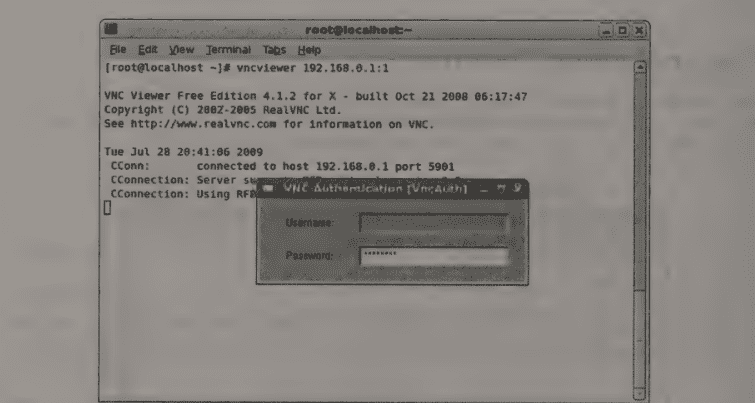 root@localhost:~
File Edit View Terminal Tabs Help
[root@localhost ~]# vncviewer 192.168.0.1:1
VNC Viewer Free Edition 4.1.2 for X - built Oct 21 2008 06:17:47
Copyright (C) 2002-2005 RealVNC Ltd.
See http://www.realvnc.com for information on VNC.
Tue Jul 28 20:41:06 2009
CConn: connected to host 192.168.0.1 port 5901
CConnection: Server
CConnection: Using
VNC Authentication [VncAuth]
Username:
Password: ********